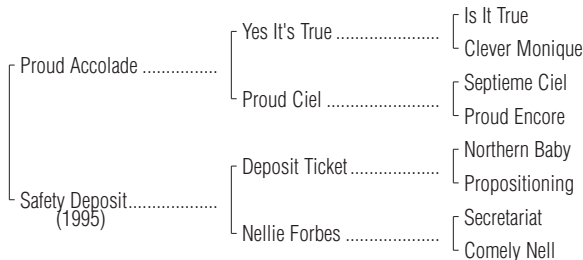 Is It True
Yes It's True ..................
Clever Monique
Proud Accolade .............
Septieme Ciel
Proud Ciel ....................
Proud Encore
Northern Baby
Deposit Ticket................
Propositioning
Safety Deposit...............
(1995)
Secretariat
Nellie Forbes ................
Comely Nell